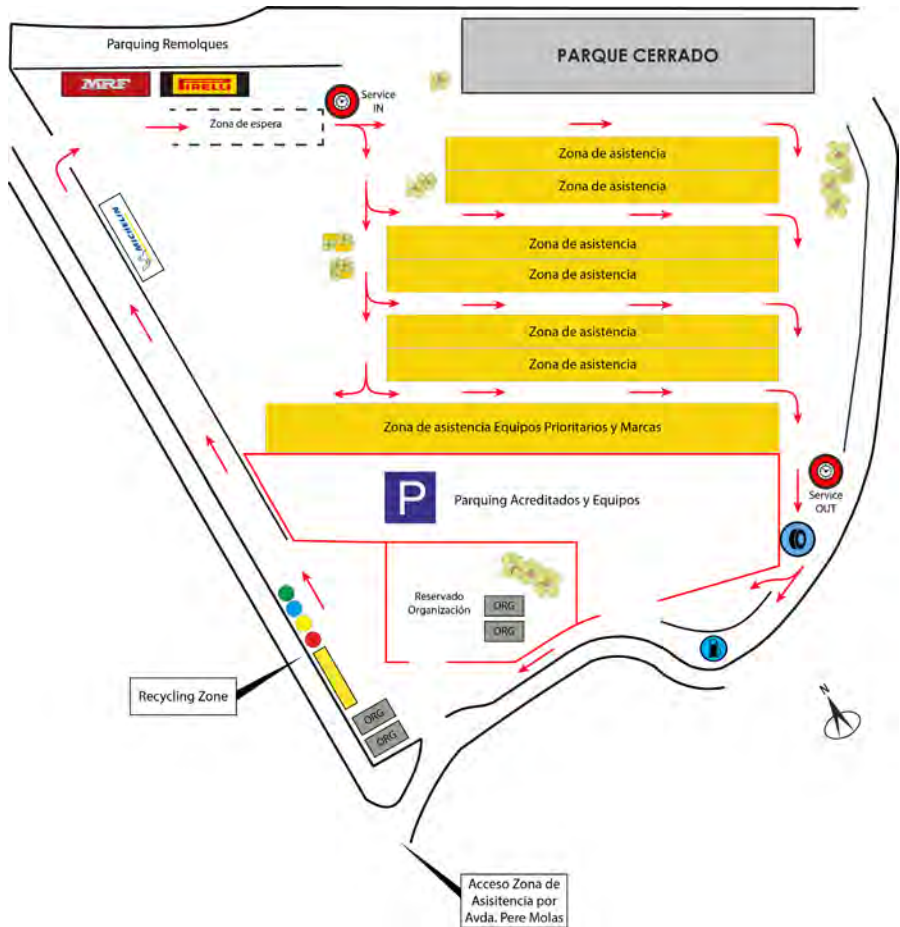 Parquing Remolques
PARQUE CERRADO
MRF
PIRELLI
Service
IN
Zona de espera
Zona de asistencia
Zona de asistencia
MICHELIN
Zona de asistencia
Zona de asistencia
Zona de asistencia
Zona de asistencia
Zona de asistencia Equipos Prioritarios y Marcas
P
Parquing Acreditados y Equipos
Service
OUT
Reservado
Organización
ORG
ORG
Recycling Zone
ORG
ORG
N
Acceso Zona de
Asisitencia por
Avda. Pere Molas